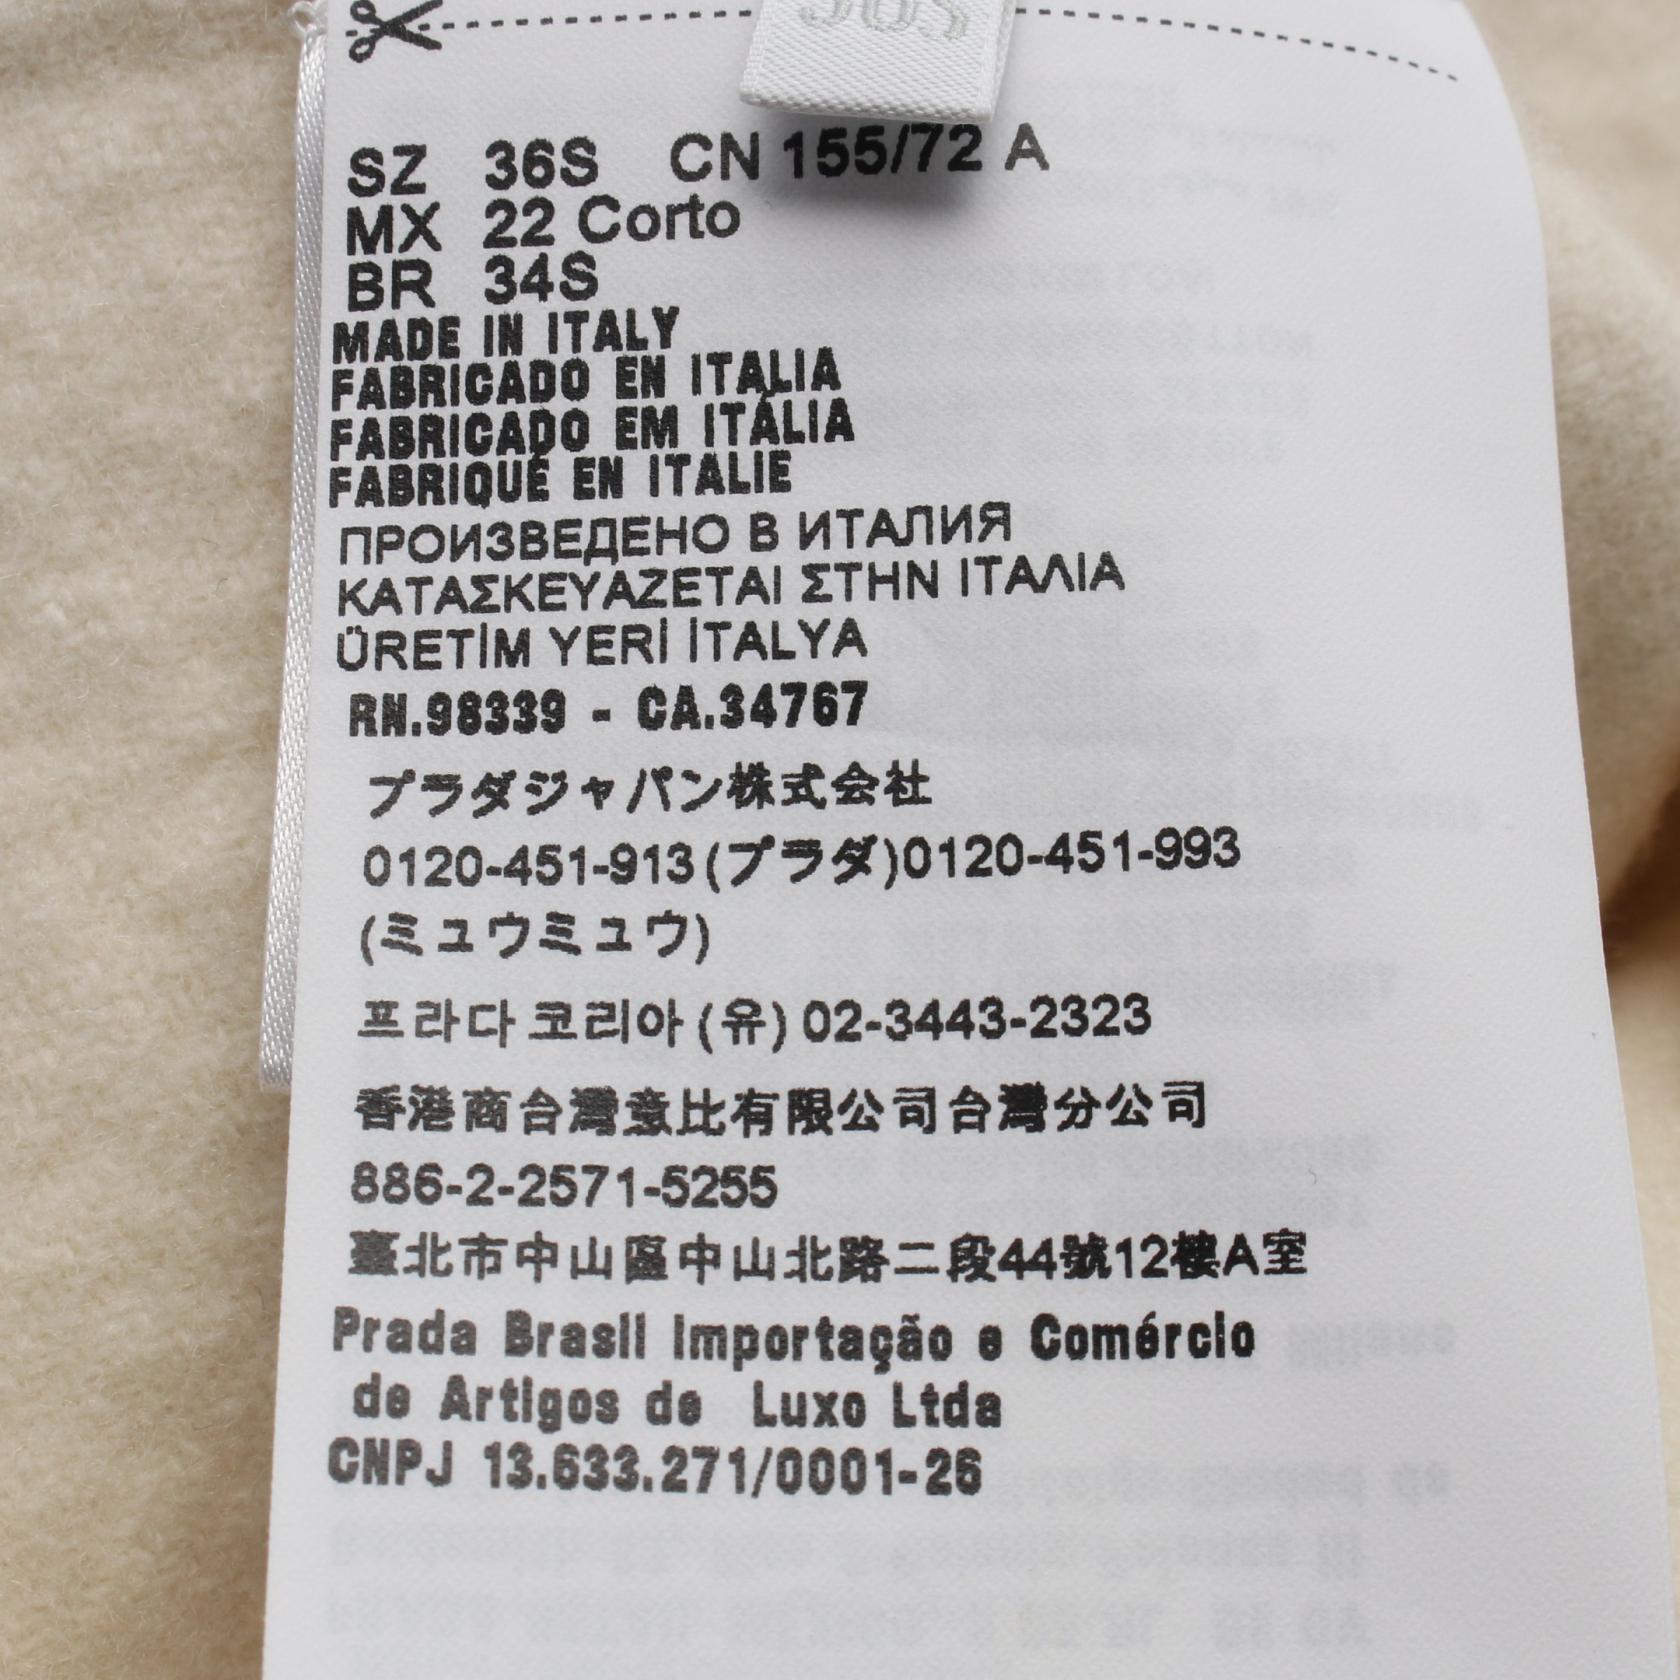 36S
SZ 36S CN 155/72 A
MX 22 Corto
BR 34S
MADE IN ITALY
FABRICADO EN ITALIA
FABRICADO EM ITÁLIA
FABRIQUÉ EN ITALIE
ПРОИЗВЕДЕНО В ИТАЛИЯ
ΚΑΤΑΣΚΕΥΑΖΕΤΑΙ ΣΤΗΝ ΙΤΑΛΙΑ
ÜRETİM YERİ İTALYA
RN.98339 - CA.34767
プラダジャパン株式会社
0120-451-913(プラダ)0120-451-993
(ミュウミュウ)
프라다코리아(유) 02-3443-2323
香港商台灣意比有限公司台灣分公司
886-2-2571-5255
臺北市中山區中山北路二段44號12樓A室
Prada Brasil Importação e Comércio
de Artigos de Luxo Ltda
CNPJ 13.633.271/0001-26